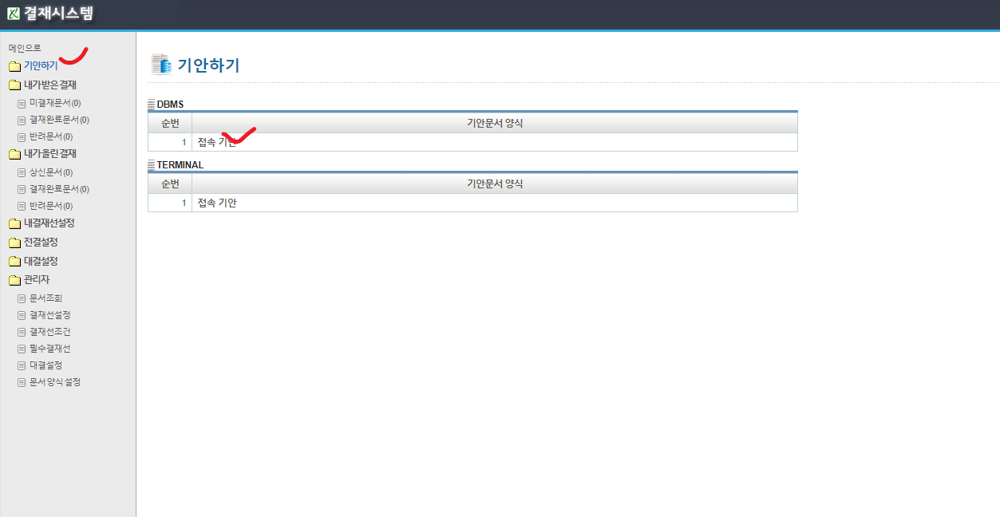 결재시스템
메인으로
기안하기
내가받은결재
미결재문서(0)
결재완료문서(0)
반려문서(0)
내가올린결재
상신문서(0)
결재완료문서(0)
반려문서(0)
내결재선설정
전결설정
대결설정
관리자
문서조회
결재선설정
결재선조건
필수결재선
대결설정
문서양식설정
기안하기
DBMS
순번 기안문서 양식
1 접속 기안
TERMINAL
순번 기안문서 양식
1 접속 기안